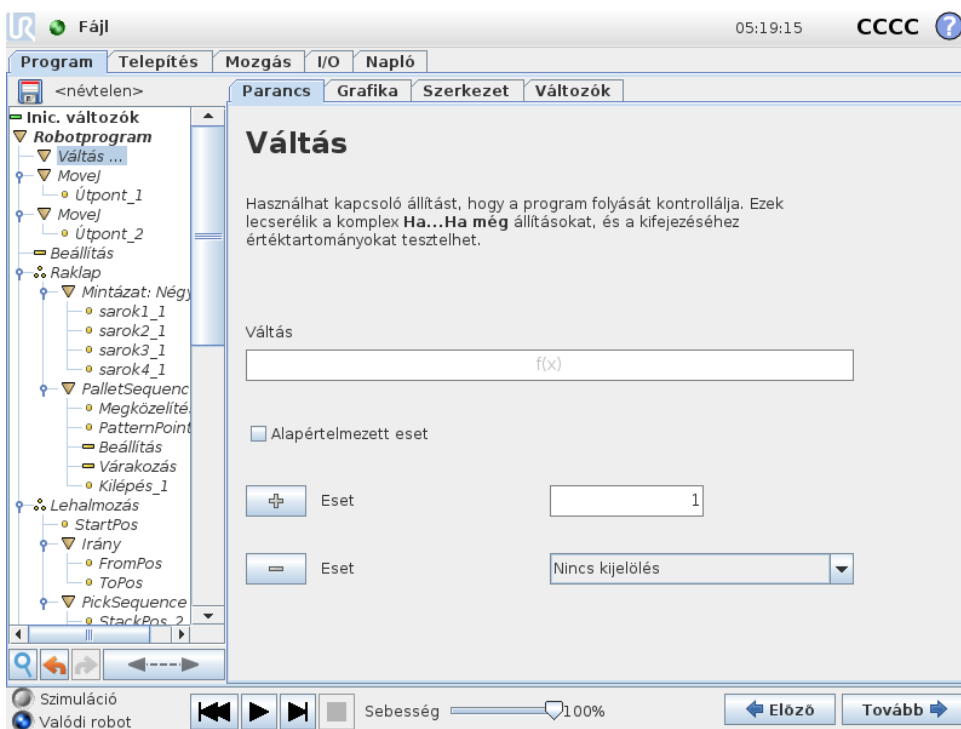 UR Fájl 05:19:15 CCCC ?
Program Telepítés Mozgás I/O Napló
<névtelen>
Parancs Grafika Szerkezet Változók
Inic. változók
Robotprogram
Váltás ...
MoveJ
Útpont_1
MoveJ
Útpont_2
Beállítás
Raklap
Mintázat: Négy
sarok1_1
sarok2_1
sarok3_1
sarok4_1
PalletSequenc
Megközelíté
PatternPoint
Beállítás
Várakozás
Kilépés_1
Lehalmozás
StartPos
Irány
FromPos
ToPos
PickSequence
StackPos_2
Váltás
Használhat kapcsoló állítást, hogy a program folyását kontrollálja. Ezek
lecserélik a komplex Ha...Ha még állításokat, és a kifejezéséhez
értéktartományokat tesztelhet.
Váltás
f(x)
Alapértelmezett eset
Eset 1
Eset Nincs kijelölés
Szimuláció
Valódi robot
Sebesség 100%
Előző Tovább